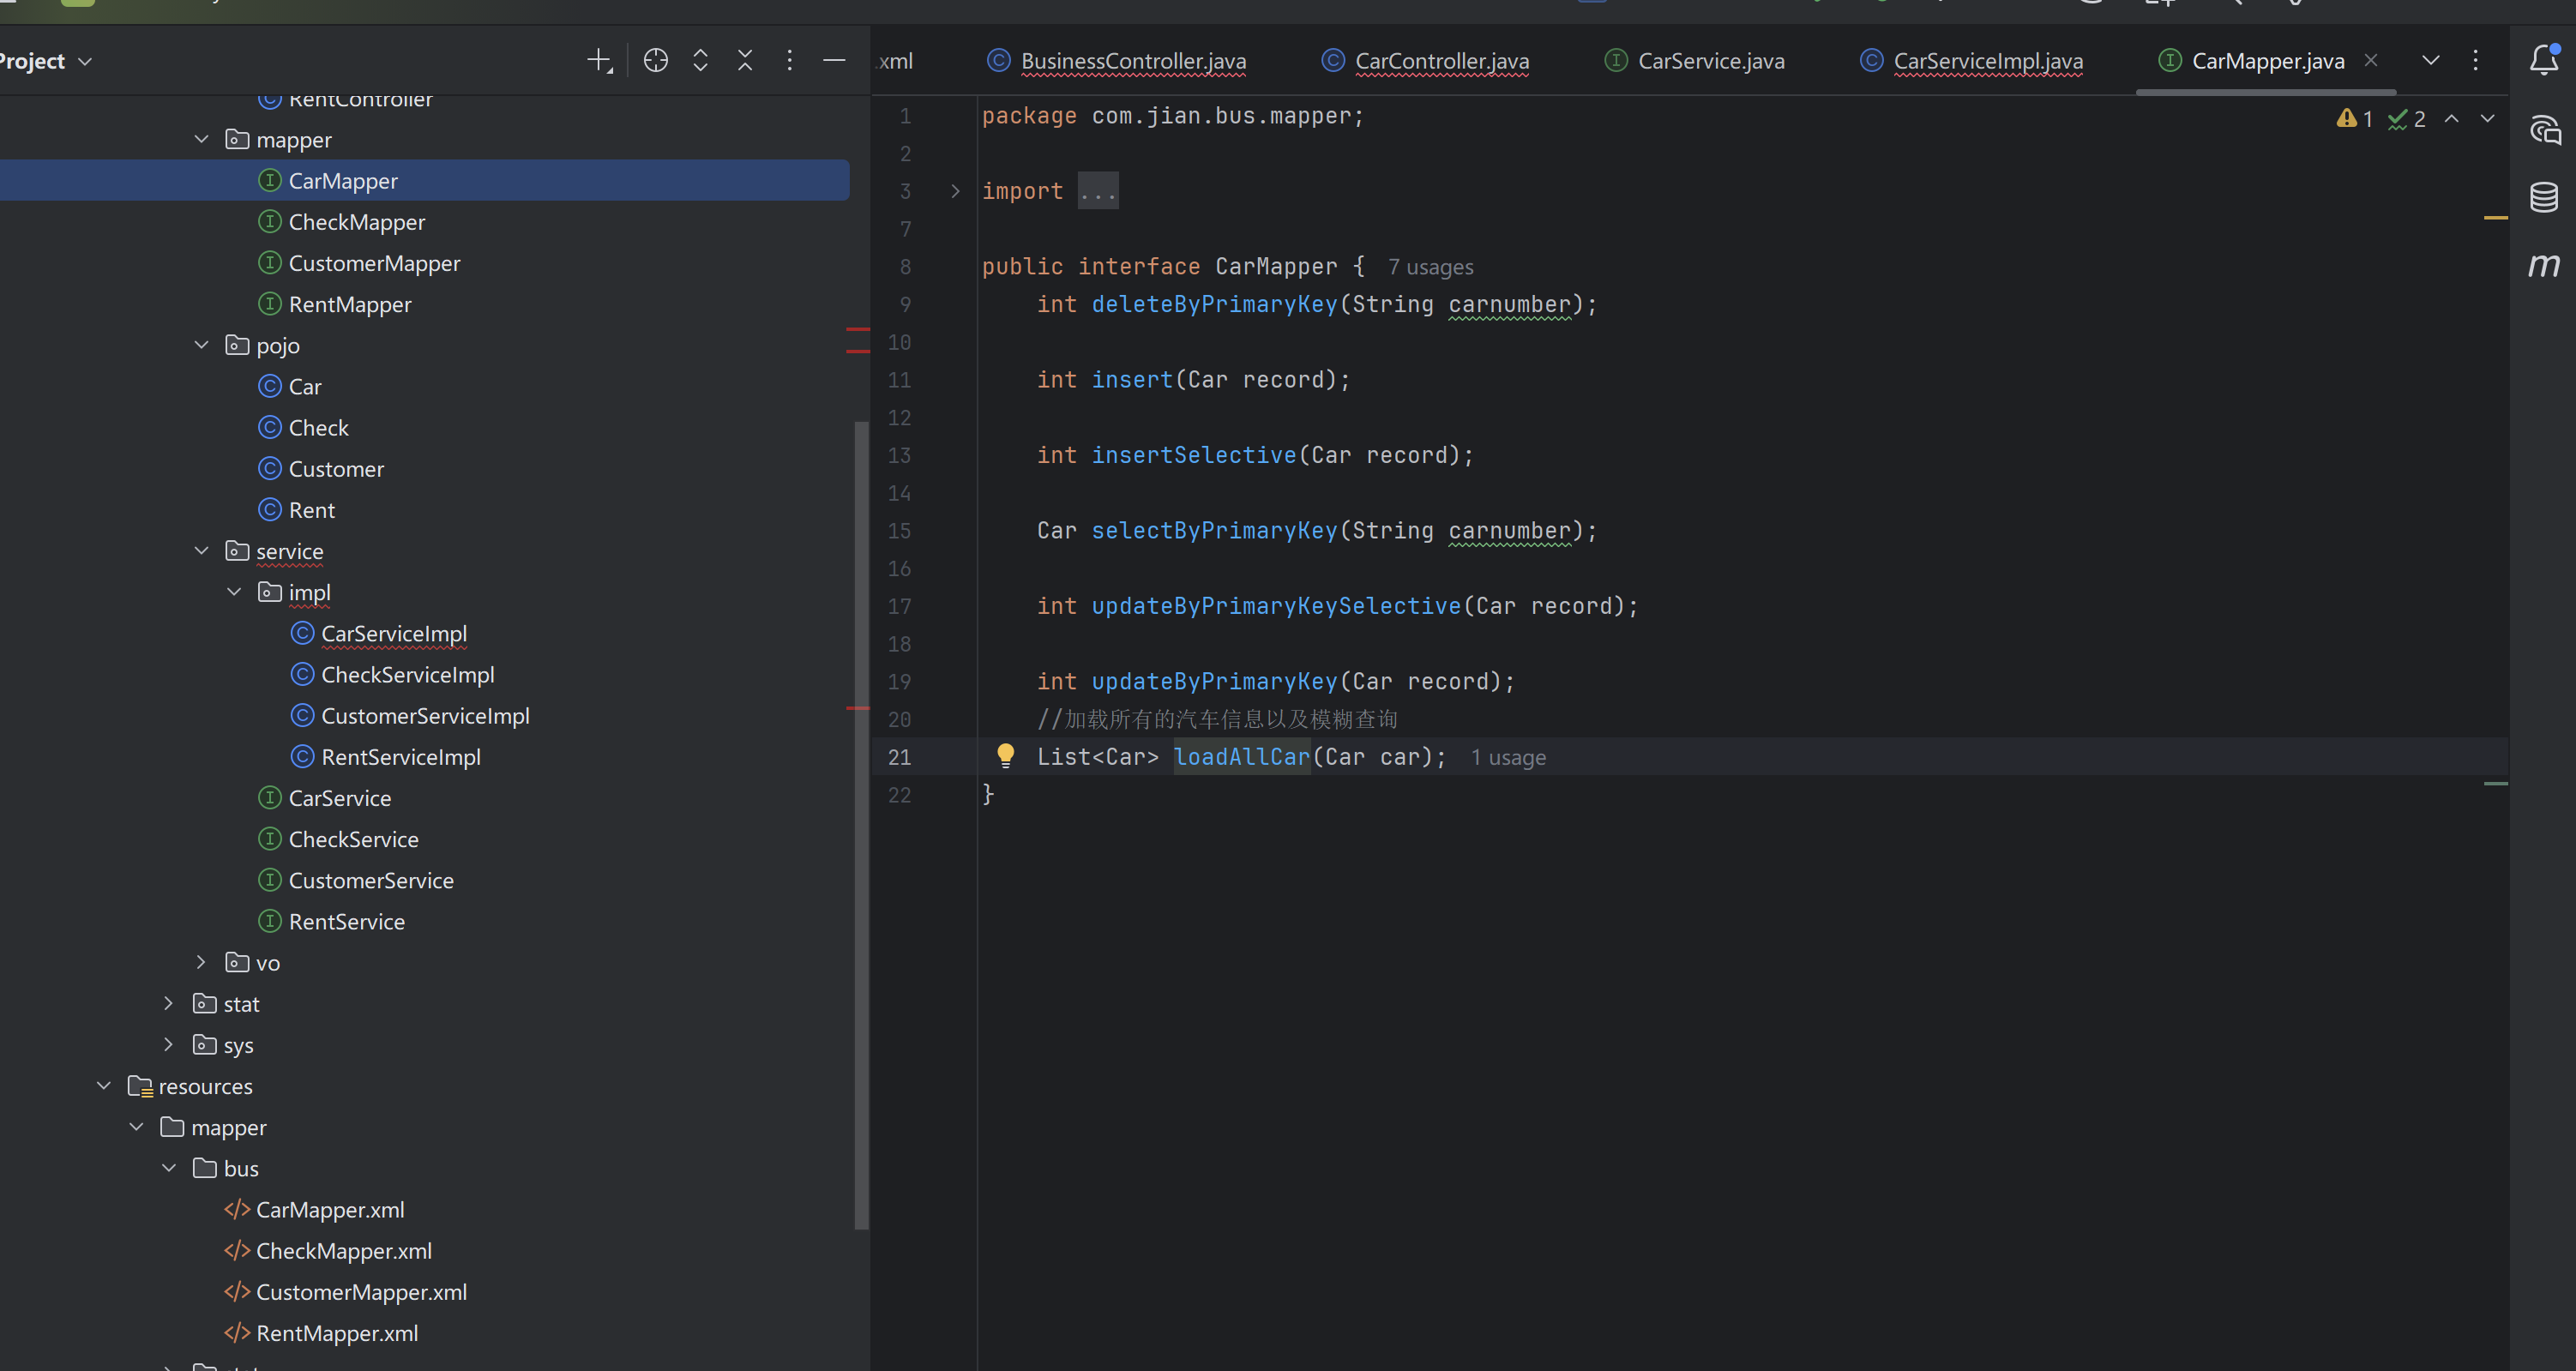 Project
.xml
BusinessController.java
CarController.java
CarService.java
CarServiceImpl.java
CarMapper.java
RentController
mapper
CarMapper
CheckMapper
CustomerMapper
RentMapper
pojo
Car
Check
Customer
Rent
service
impl
CarServiceImpl
CheckServiceImpl
CustomerServiceImpl
RentServiceImpl
CarService
CheckService
CustomerService
RentService
vo
stat
sys
resources
mapper
bus
CarMapper.xml
CheckMapper.xml
CustomerMapper.xml
RentMapper.xml
1 package com.jian.bus.mapper;
1 2
2
3 import ...
7
8 public interface CarMapper { 7 usages
9 int deleteByPrimaryKey(String carnumber);
10
11 int insert(Car record);
12
13 int insertSelective(Car record);
14
15 Car selectByPrimaryKey(String carnumber);
16
17 int updateByPrimaryKeySelective(Car record);
18
19 int updateByPrimaryKey(Car record);
20 //加载所有的汽车信息以及模糊查询
21 List<Car> loadAllCar(Car car); 1 usage
22 }
m